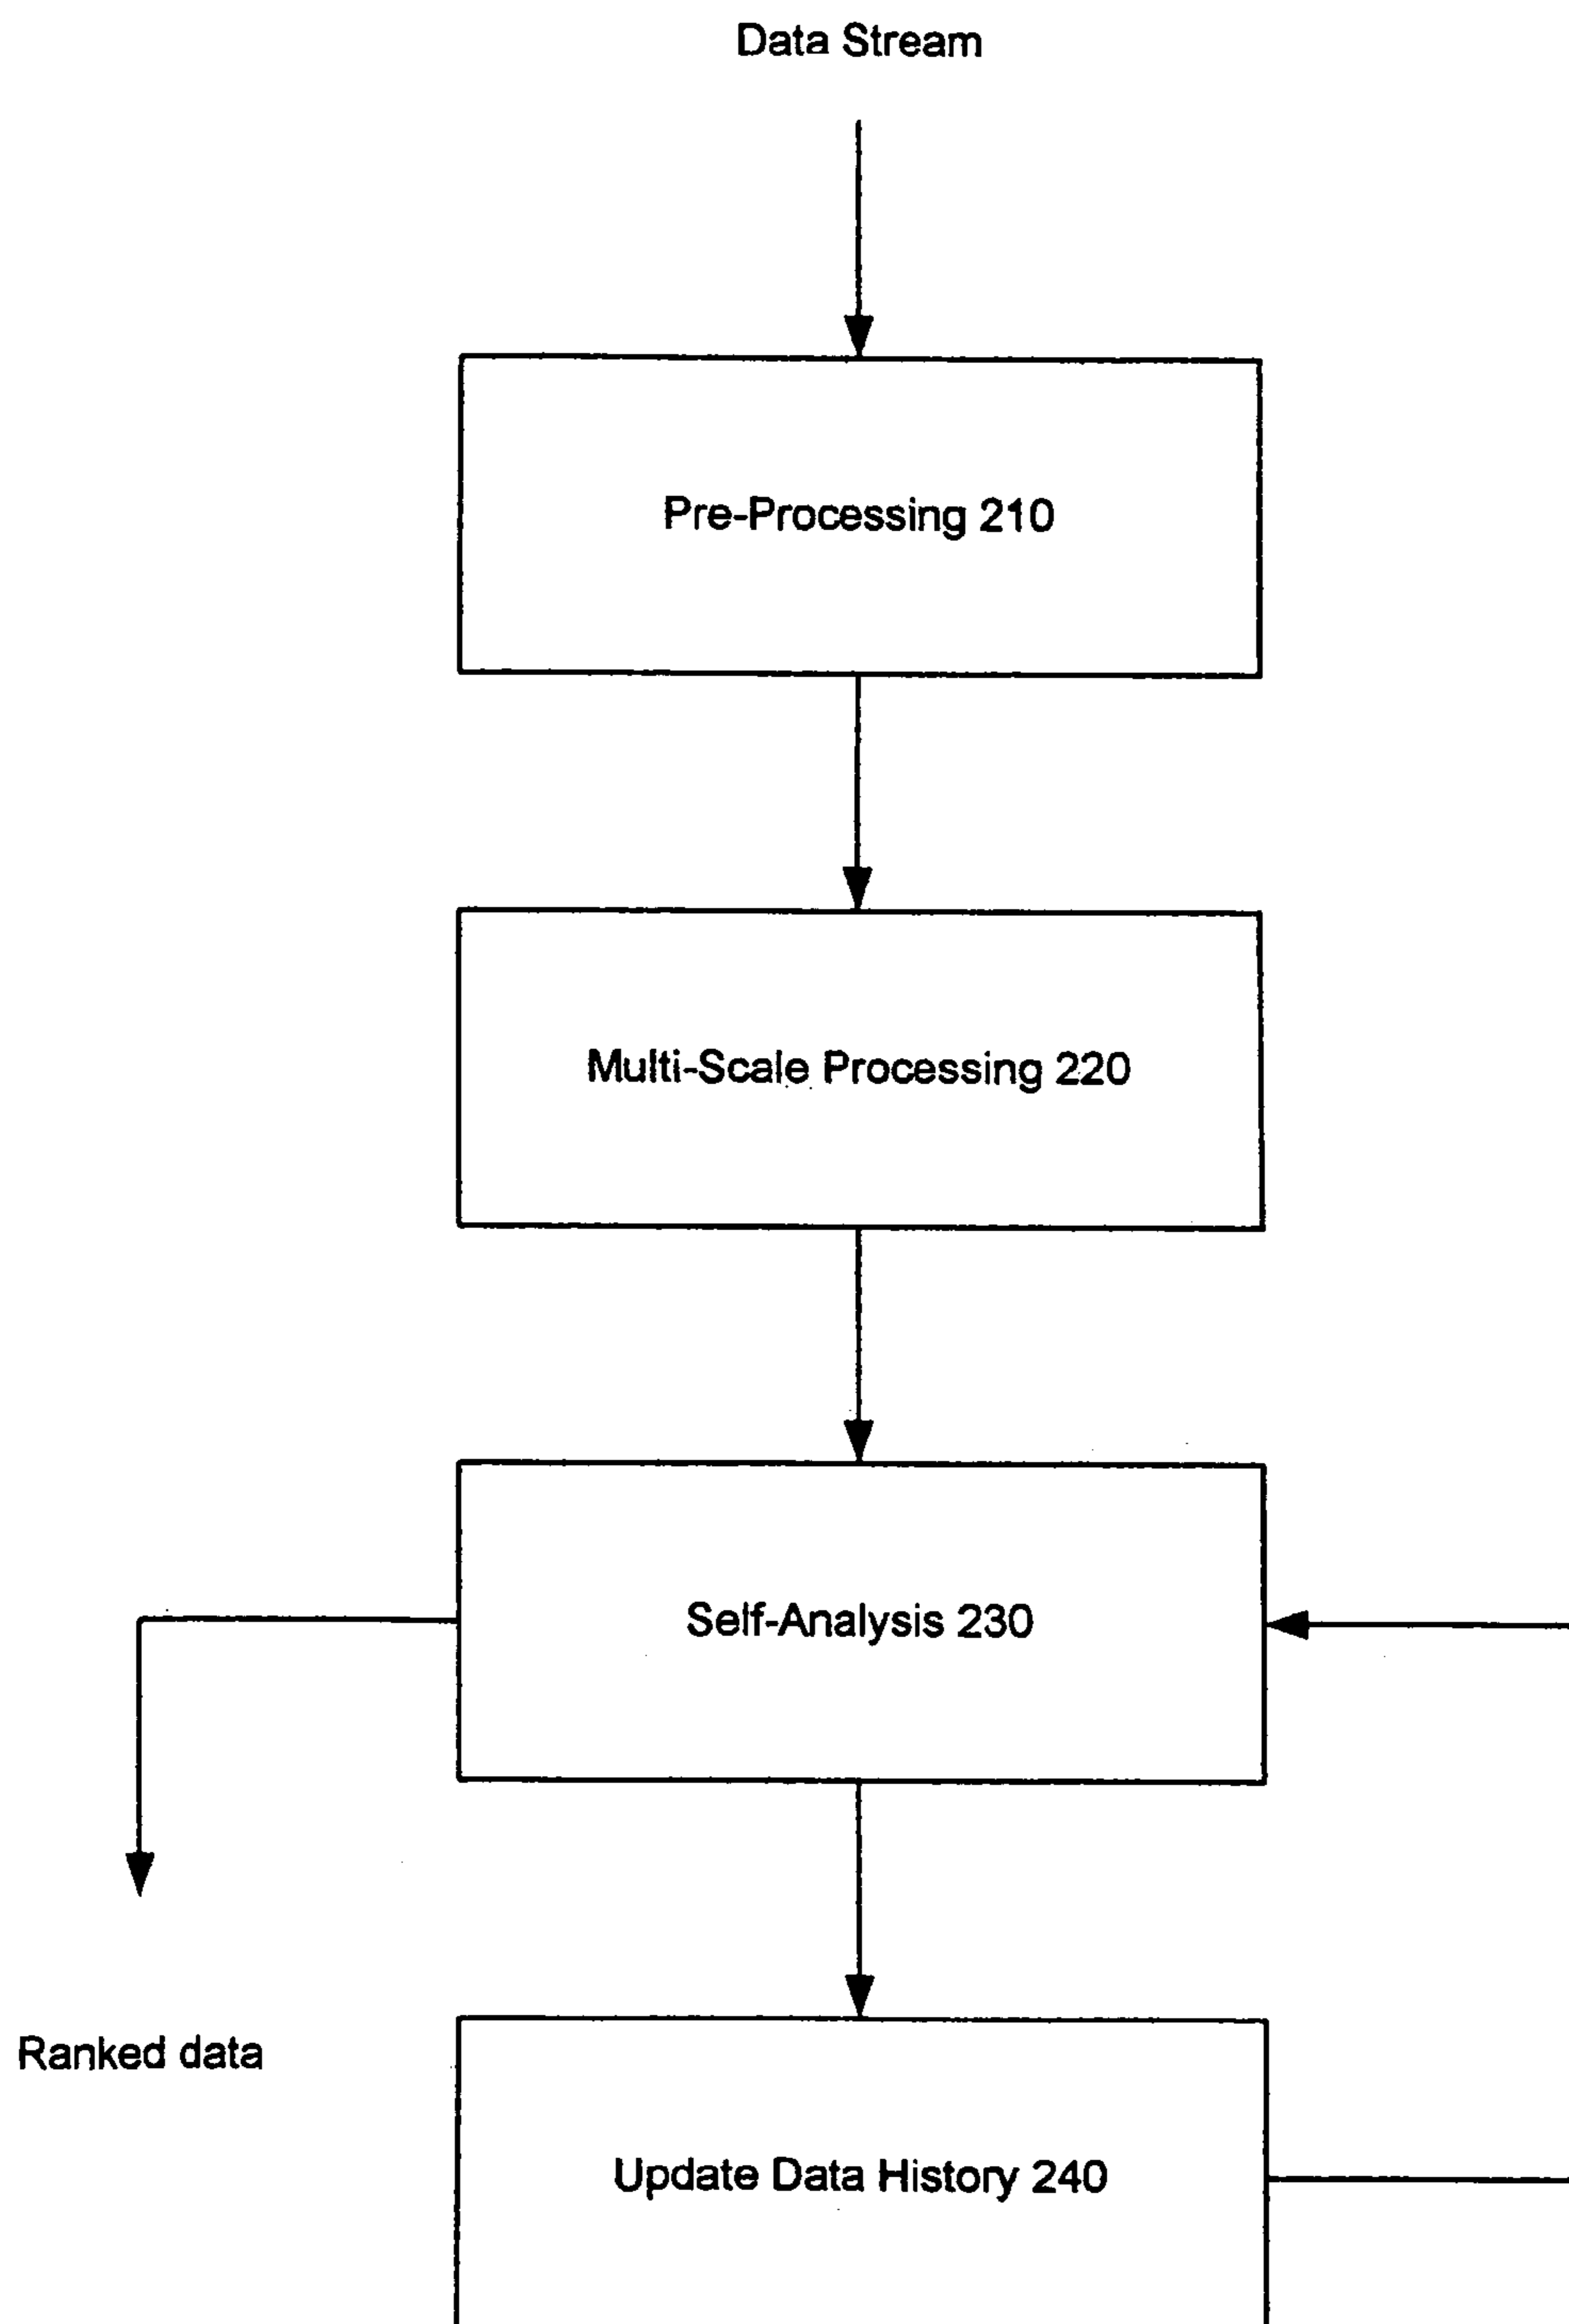 Data Stream
Pre-Processing 210
Multi-Scale Processing 220
Self-Analysis 230
Ranked data
Update Data History 240